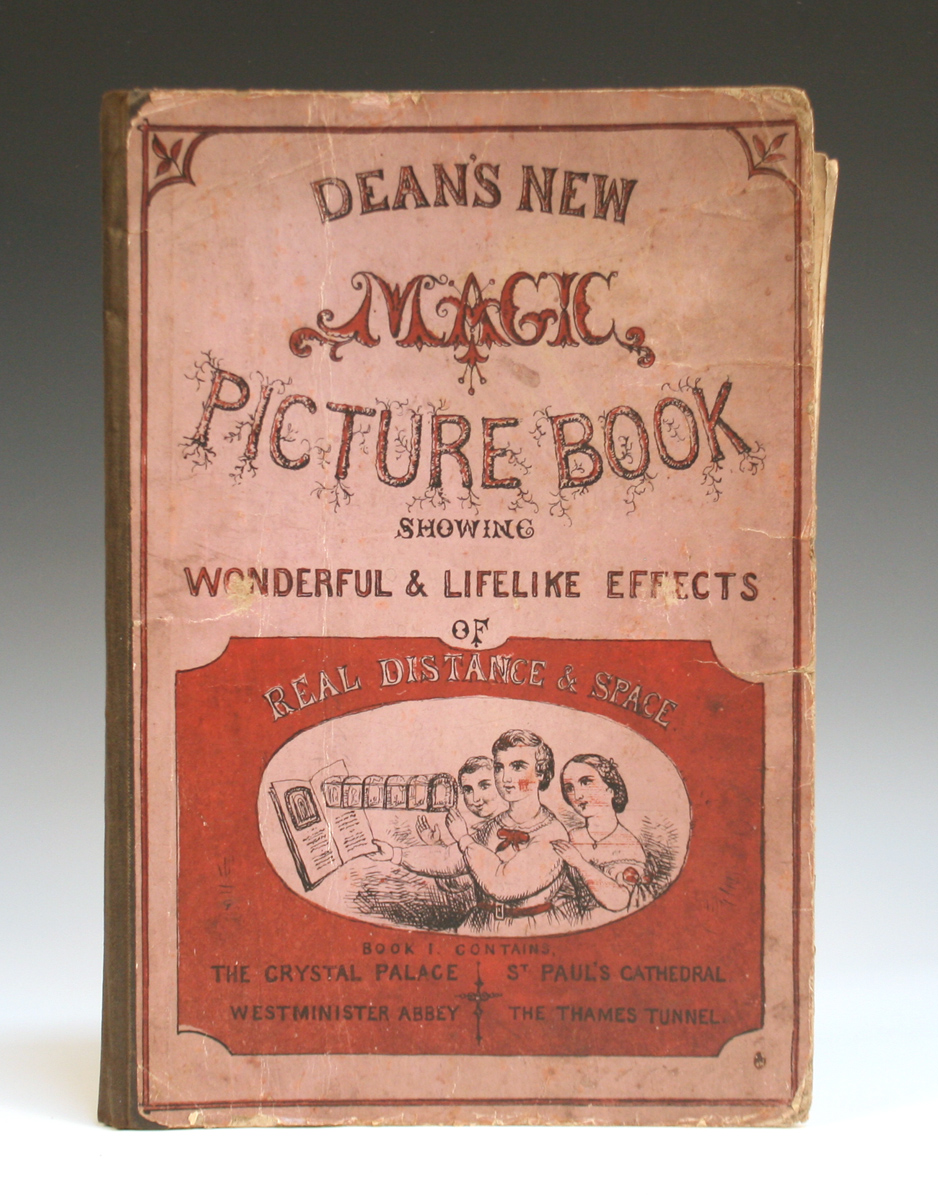 DEAN'S NEW
MAGIC
PICTURE BOOK
SHOWING
WONDERFUL & LIFELIKE EFFECTS
OF
REAL DISTANCE & SPACE
BOOK I. CONTAINS,
THE CRYSTAL PALACE ST. PAUL'S CATHEDRAL
WESTMINISTER ABBEY THE THAMES TUNNEL.